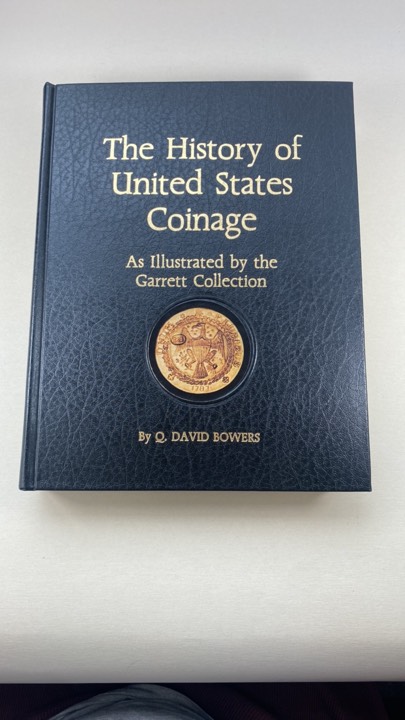 The History of
United States
Coinage
As Illustrated by the
Garrett Collection
By Q. DAVID BOWERS